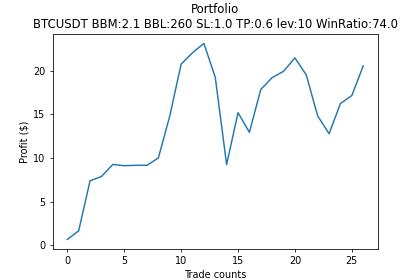 Portfolio
BTCUSDT BBM:2.1 BBL:260 SL:1.0 TP:0.6 lev:10 WinRatio:74.0
Profit ($)
20
15
10
5
0
0 5 10 15 20 25
Trade counts